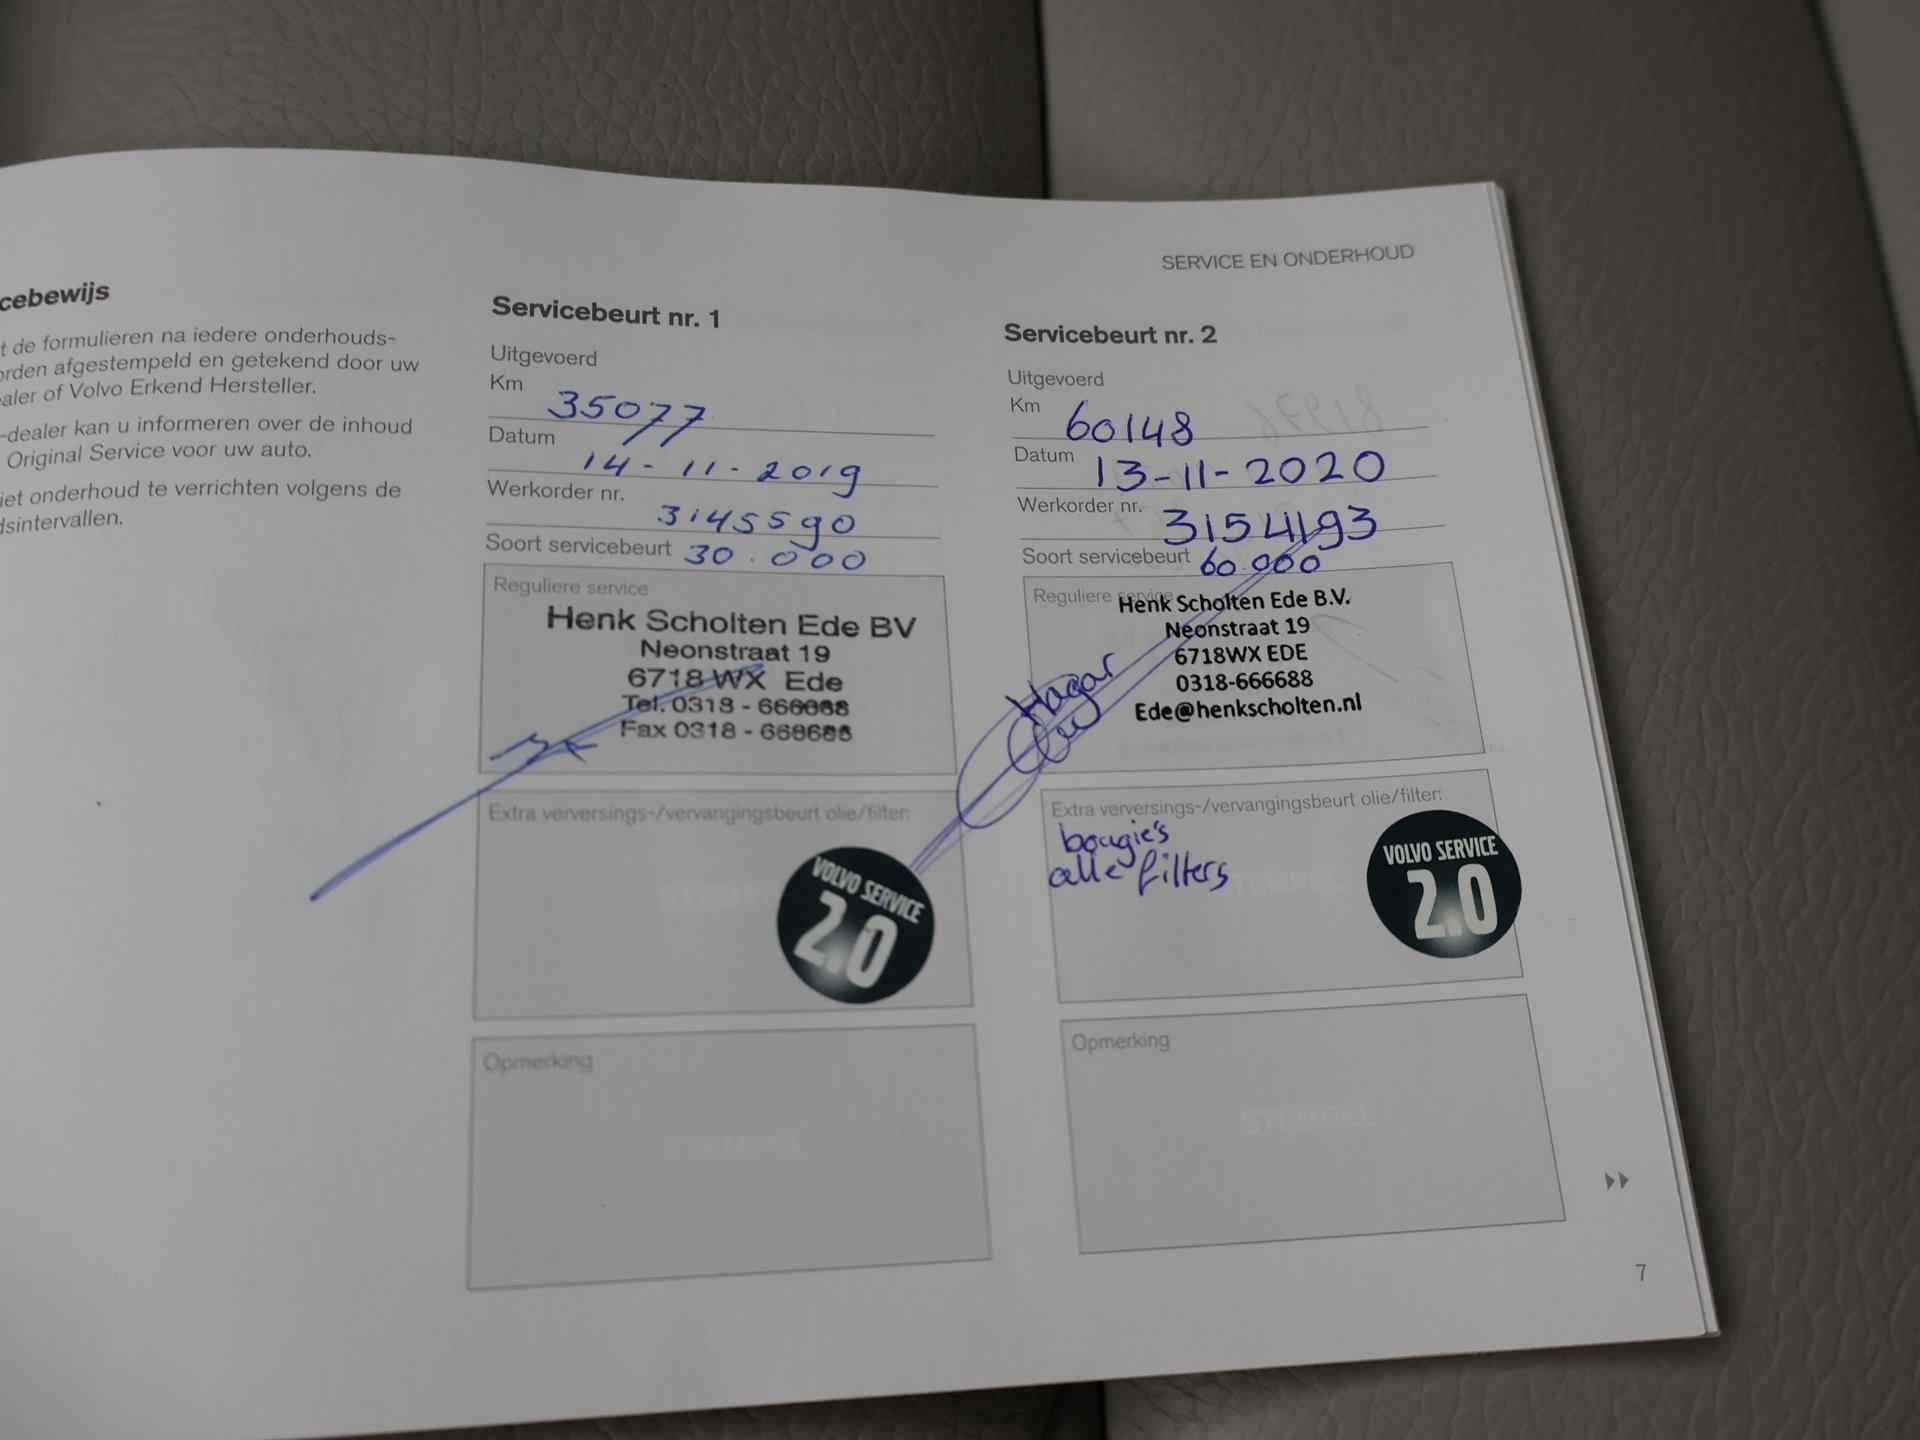 SERVICE EN ONDERHOUD
cebewijs
t de formulieren na iedere onderhouds-
orden afgestempeld en getekend door uw
ealer of Volvo Erkend Hersteller.
-dealer kan u informeren over de inhoud
Original Service voor uw auto.
iet onderhoud te verrichten volgens de
dsintervallen.
Servicebeurt nr. 1
Uitgevoerd
Km 35077
Datum 14-11-2019
Werkorder nr. 3145590
Soort servicebeurt 30.000
Reguliere service
Henk Scholten Ede BV
Neonstraat 19
6718 WX Ede
Tel. 0318 - 666688
Fax 0318 - 666686
Extra verversings-/vervangingsbeurt olie/filter:
VOLVO SERVICE
2.0
Opmerking
STEMPEL
Servicebeurt nr. 2
Uitgevoerd
Km 60148
Datum 13-11-2020
Werkorder nr. 3154193
Soort servicebeurt 60.000
Reguliere service
Henk Scholten Ede B.V.
Neonstraat 19
6718WX EDE
0318-666688
Ede@henkscholten.nl
Hagar
Extra verversings-/vervangingsbeurt olie/filter:
bougie's
alle filters
STEMPEL
VOLVO SERVICE
2.0
Opmerking
STEMPEL
7